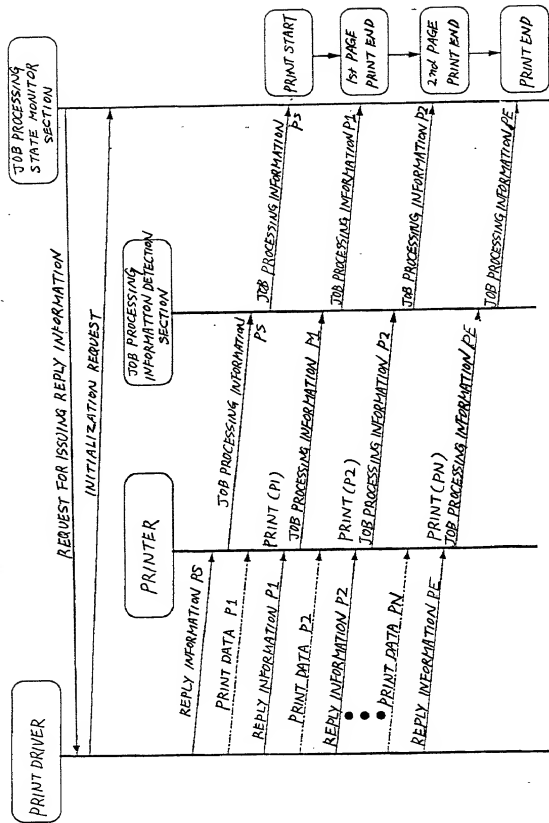 PRINT DRIVER
PRINTER
JOB PROCESSING
INFORMATION DETECTION
SECTION
JOB PROCESSING
STATE MONITOR
SECTION
REQUEST FOR ISSUING REPLY INFORMATION
INITIALIZATION REQUEST
REPLY INFORMATION PS
JOB PROCESSING INFORMATION
PS
JOB PROCESSING INFORMATION
PS
PRINT START
PRINT DATA P1
REPLY INFORMATION P1
PRINT (P1)
JOB PROCESSING INFORMATION P1
JOB PROCESSING INFORMATION P1
1st PAGE
PRINT END
PRINT DATA P2
REPLY INFORMATION P2
PRINT (P2)
JOB PROCESSING INFORMATION P2
JOB PROCESSING INFORMATION P2
2nd PAGE
PRINT END
PRINT DATA PN
REPLY INFORMATION PE
PRINT (PN)
JOB PROCESSING INFORMATION PE
JOB PROCESSING INFORMATION PE
PRINT END